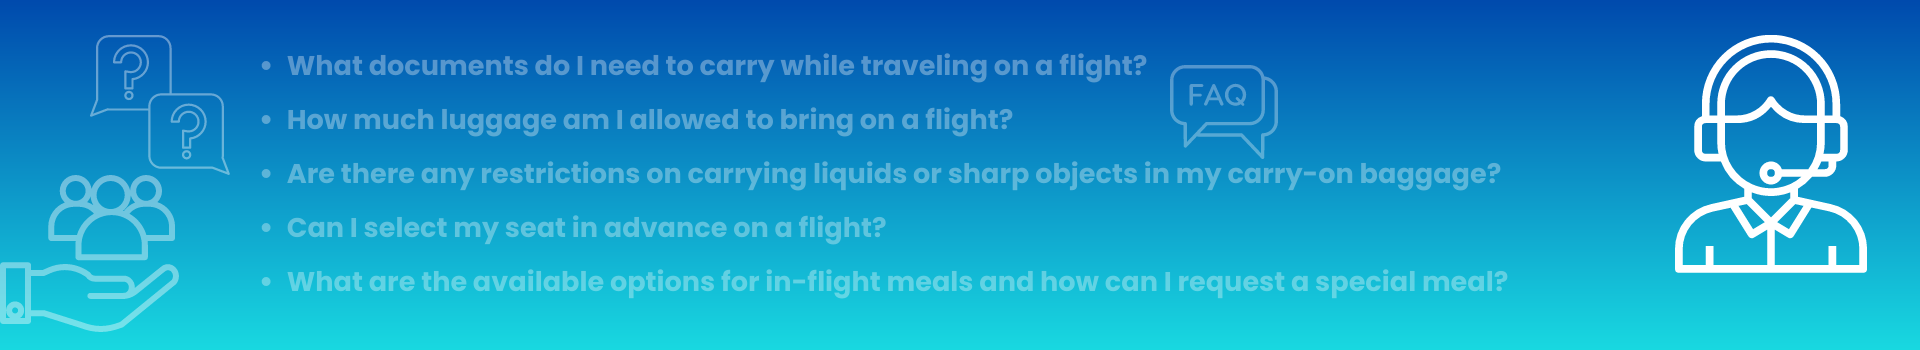 • What documents do I need to carry while traveling on a flight?
FAQ
• How much luggage am I allowed to bring on a flight?
• Are there any restrictions on carrying liquids or sharp objects in my carry-on baggage?
• Can I select my seat in advance on a flight?
• What are the available options for in-flight meals and how can I request a special meal?